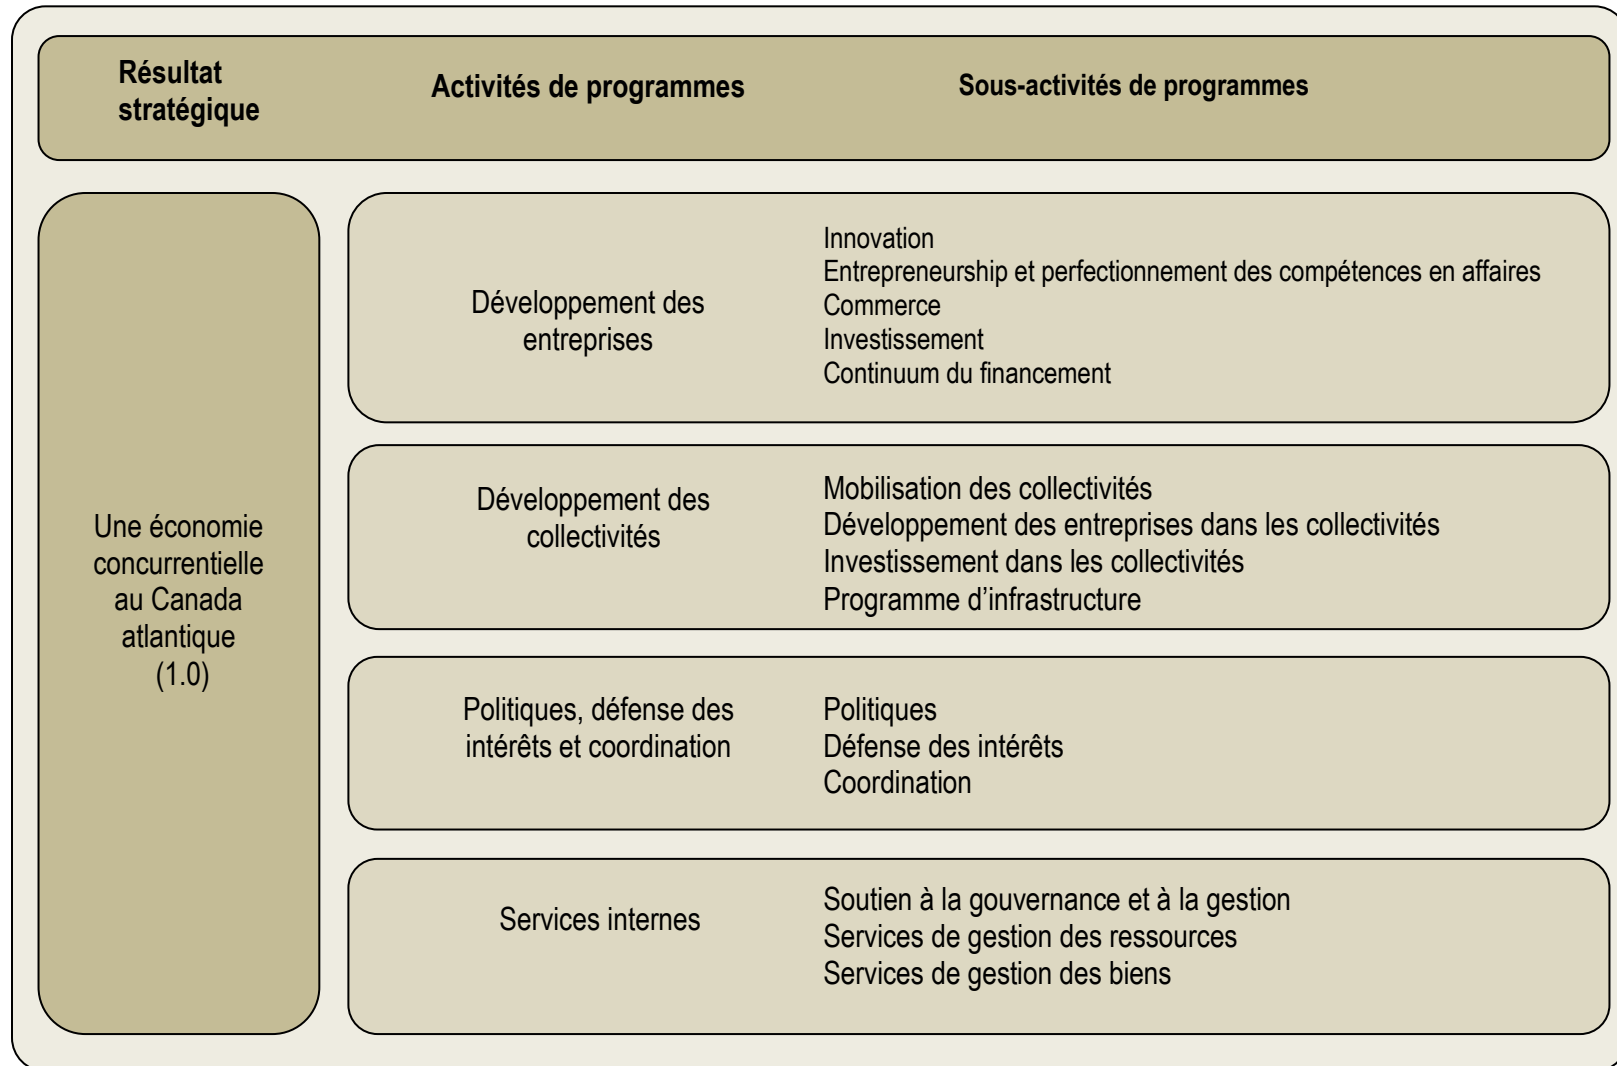 Résultat
stratégique
Activités de programmes
Sous-activités de programmes
Une économie
concurrentielle
au Canada
atlantique
(1.0)
Développement des
entreprises
Innovation
Entrepreneurship et perfectionnement des compétences en affaires
Commerce
Investissement
Continuum du financement
Développement des
collectivités
Mobilisation des collectivités
Développement des entreprises dans les collectivités
Investissement dans les collectivités
Programme d’infrastructure
Politiques, défense des
intérêts et coordination
Politiques
Défense des intérêts
Coordination
Services internes
Soutien à la gouvernance et à la gestion
Services de gestion des ressources
Services de gestion des biens